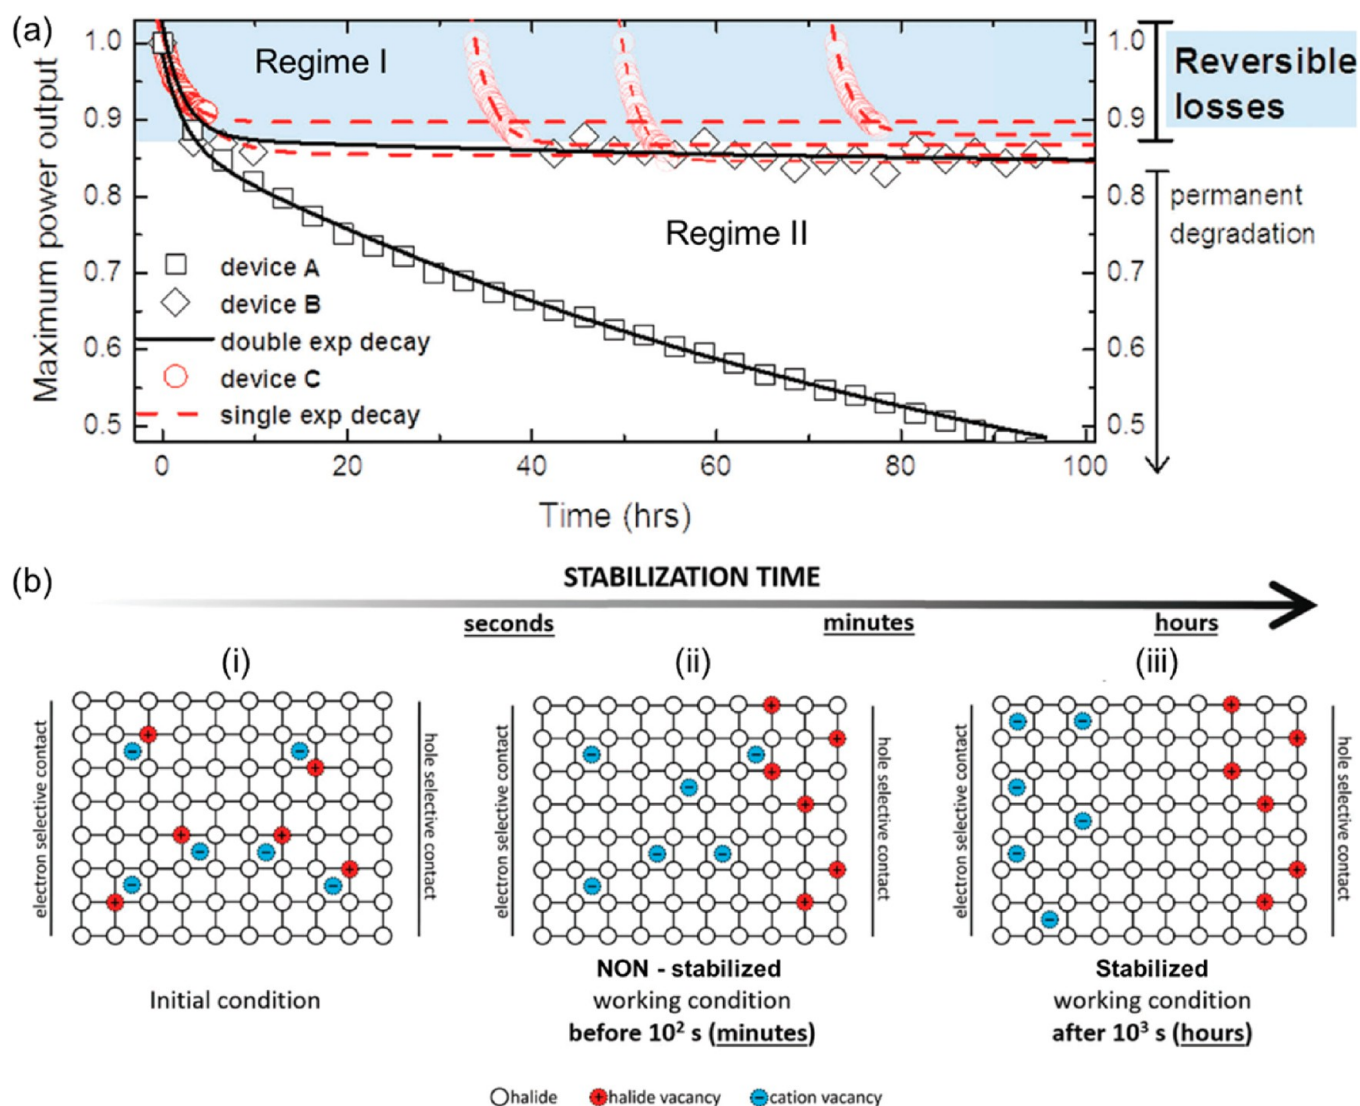 (a)
Maximum power output
1.0
0.9
0.8
0.7
0.6
0.5
Regime I
Regime II
device A
device B
double exp decay
device C
single exp decay
1.0
0.9
0.8
0.7
0.6
0.5
Reversible
losses
permanent
degradation
0 20 40 60 80 100
Time (hrs)
(b)
STABILIZATION TIME
seconds minutes hours
(i) (ii) (iii)
electron selective contact
hole selective contact
electron selective contact
hole selective contact
electron selective contact
hole selective contact
Initial condition
NON - stabilized
working condition
before 10² s (minutes)
Stabilized
working condition
after 10³ s (hours)
halide halide vacancy cation vacancy